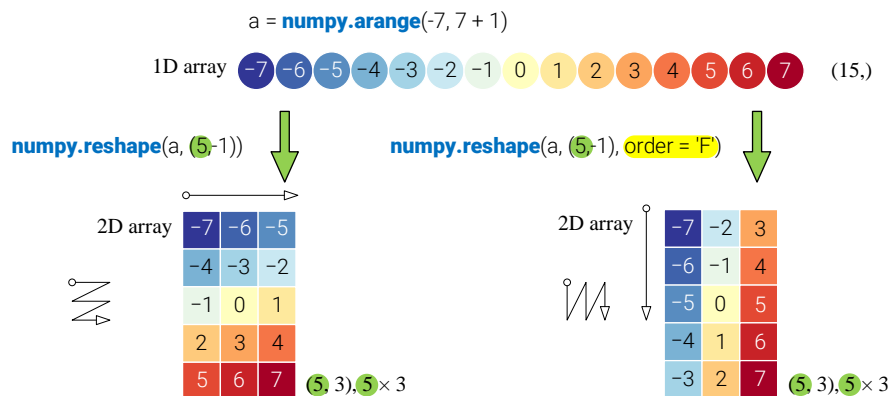 a = numpy.arange(-7, 7 + 1)
1D array −7 −6 −5 −4 −3 −2 −1 0 1 2 3 4 5 6 7 (15,)
numpy.reshape(a, (5,-1))
numpy.reshape(a, (5,-1), order = 'F')
2D array
−7 −6 −5
−4 −3 −2
−1 0 1
2 3 4
5 6 7
(5, 3), 5 × 3
2D array
−7 −2 3
−6 −1 4
−5 0 5
−4 1 6
−3 2 7
(5, 3), 5 × 3